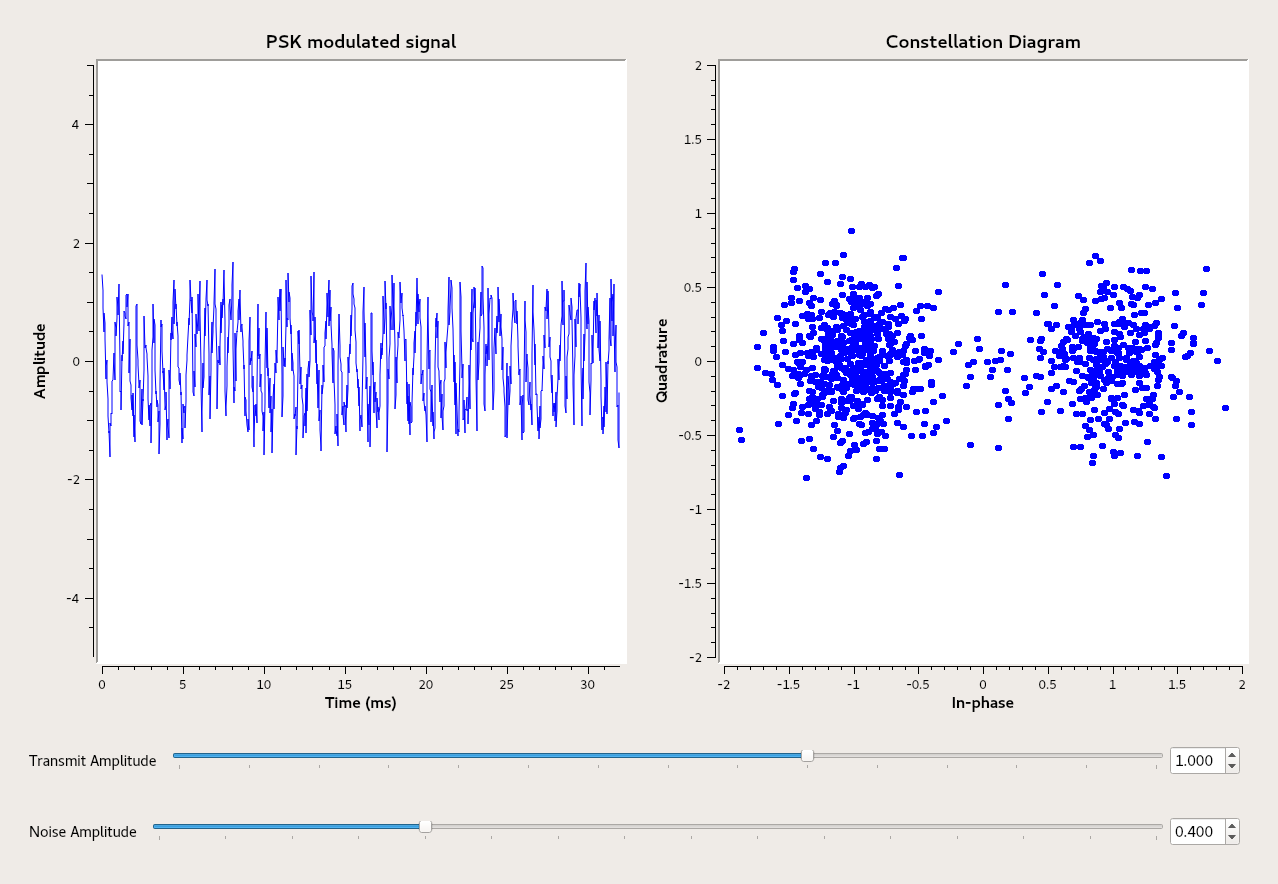 PSK modulated signal
Amplitude
4
2
0
-2
-4
0 5 10 15 20 25 30
Time (ms)
Constellation Diagram
Quadrature
2
1.5
1
0.5
0
-0.5
-1
-1.5
-2
-2 -1.5 -1 -0.5 0 0.5 1 1.5 2
In-phase
Transmit Amplitude 1.000
Noise Amplitude 0.400